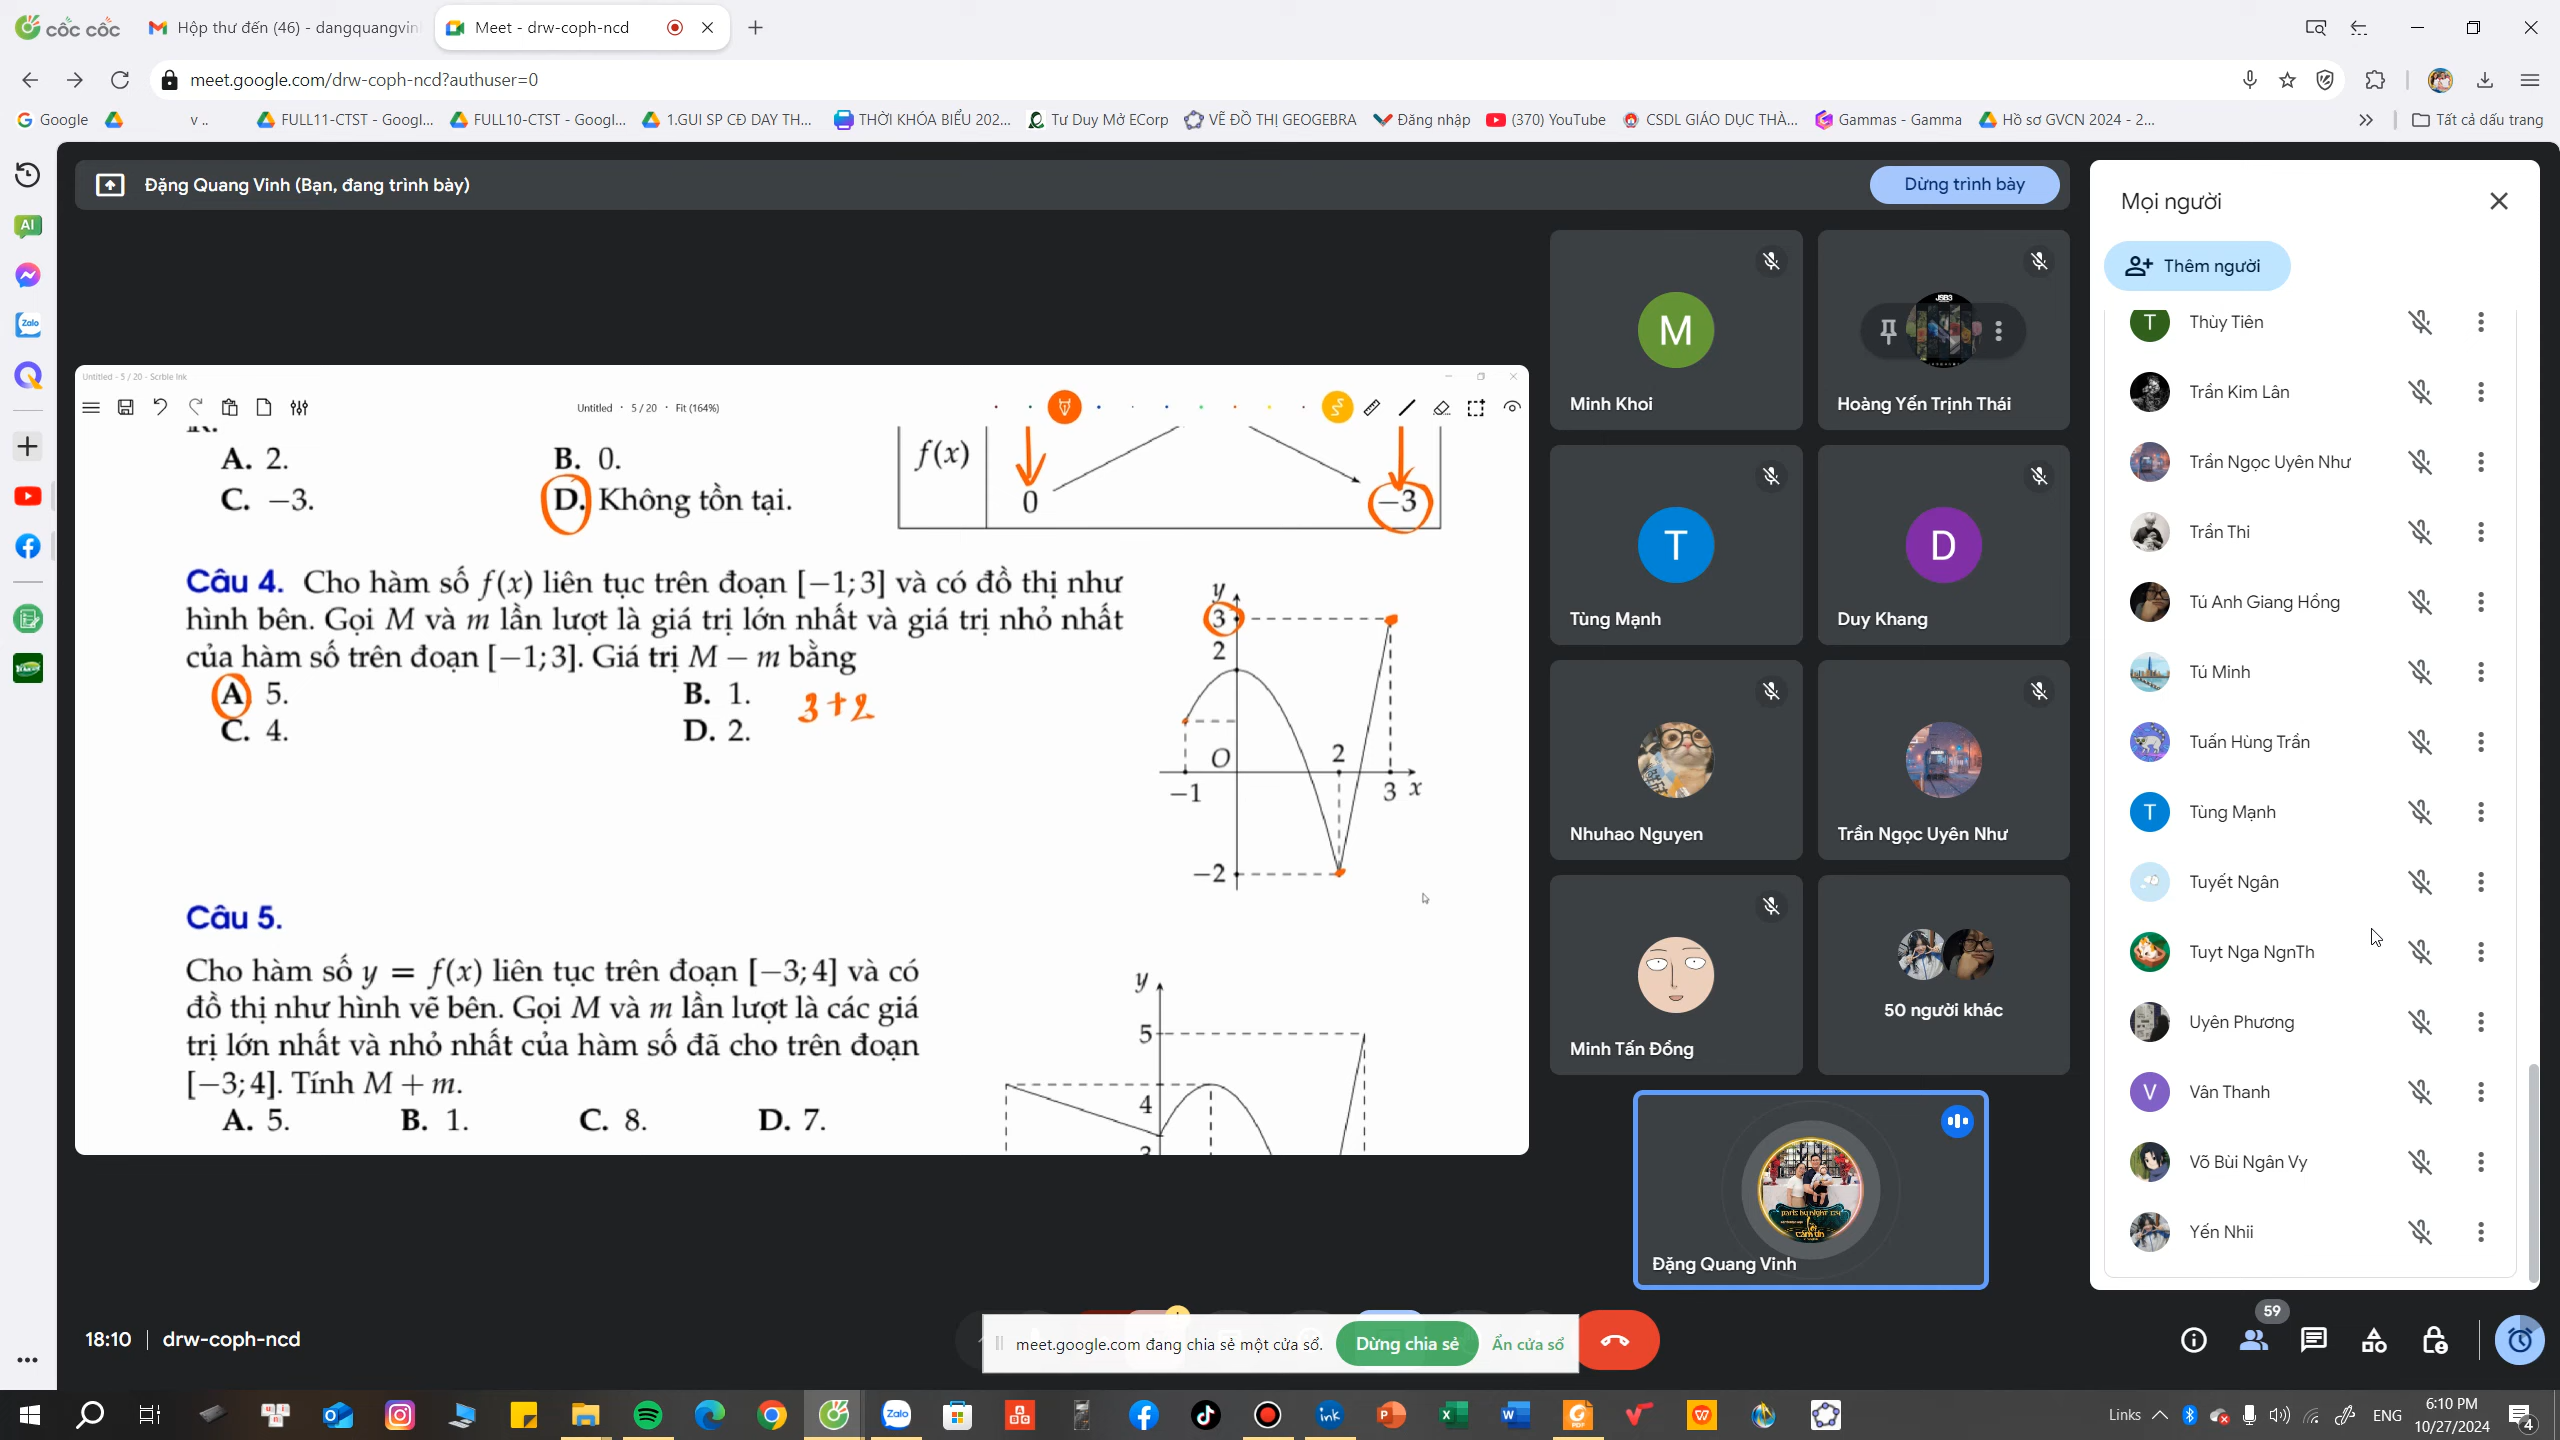 cốc cốc
Hộp thư đến (46) - dangquangvin
Meet - drw-coph-ncd
meet.google.com/drw-coph-ncd?authuser=0
Google
v ..
FULL11-CTST - Googl...
FULL10-CTST - Googl...
1.GUI SP CĐ DAY TH...
THỜI KHÓA BIỂU 202...
Tư Duy Mở ECorp
VẼ ĐỒ THỊ GEOGEBRA
Đăng nhập
(370) YouTube
CSDL GIÁO DỤC THÀ...
Gammas - Gamma
Hồ sơ GVCN 2024 - 2...
Tất cả dấu trang
Đặng Quang Vinh (Bạn, đang trình bày)
Dừng trình bày
Untitled - 5 / 20 - Scrble Ink
Untitled · 5 / 20 · Fit (164%)
A. 2.
B. 0.
C. −3.
D. Không tồn tại.
f(x)
0
−3
Câu 4. Cho hàm số f(x) liên tục trên đoạn [−1;3] và có đồ thị như
hình bên. Gọi M và m lần lượt là giá trị lớn nhất và giá trị nhỏ nhất
của hàm số trên đoạn [−1;3]. Giá trị M − m bằng
A 5.
B. 1.
3+2
C. 4.
D. 2.
y
3
2
O
2
−1
3
x
−2
Câu 5.
Cho hàm số y = f(x) liên tục trên đoạn [−3;4] và có
đồ thị như hình vẽ bên. Gọi M và m lần lượt là các giá
trị lớn nhất và nhỏ nhất của hàm số đã cho trên đoạn
[−3;4]. Tính M + m.
A. 5.
B. 1.
C. 8.
D. 7.
y
5
4
M
Minh Khoi
JSB3
Hoàng Yến Trịnh Thái
T
Tùng Mạnh
D
Duy Khang
Nhuhao Nguyen
Trần Ngọc Uyên Như
Minh Tấn Đồng
50 người khác
Đặng Quang Vinh
Mọi người
Thêm người
T
Thủy Tiên
Trần Kim Lân
Trần Ngọc Uyên Như
Trần Thi
Tú Anh Giang Hồng
Tú Minh
Tuấn Hùng Trần
T
Tùng Mạnh
Tuyết Ngân
Tuyt Nga NgnTh
Uyên Phương
V
Vân Thanh
Võ Bùi Ngân Vy
Yến Nhii
18:10
drw-coph-ncd
meet.google.com đang chia sẻ một cửa sổ.
Dừng chia sẻ
Ẩn cửa sổ
59
Links
ENG
6:10 PM
10/27/2024
4